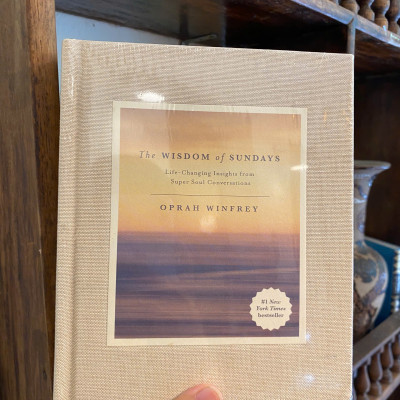 The WISDOM of SUNDAYS
Life-Changing Insights from
Super Soul Conversations
OPRAH WINFREY
#1 New
York Times
bestseller